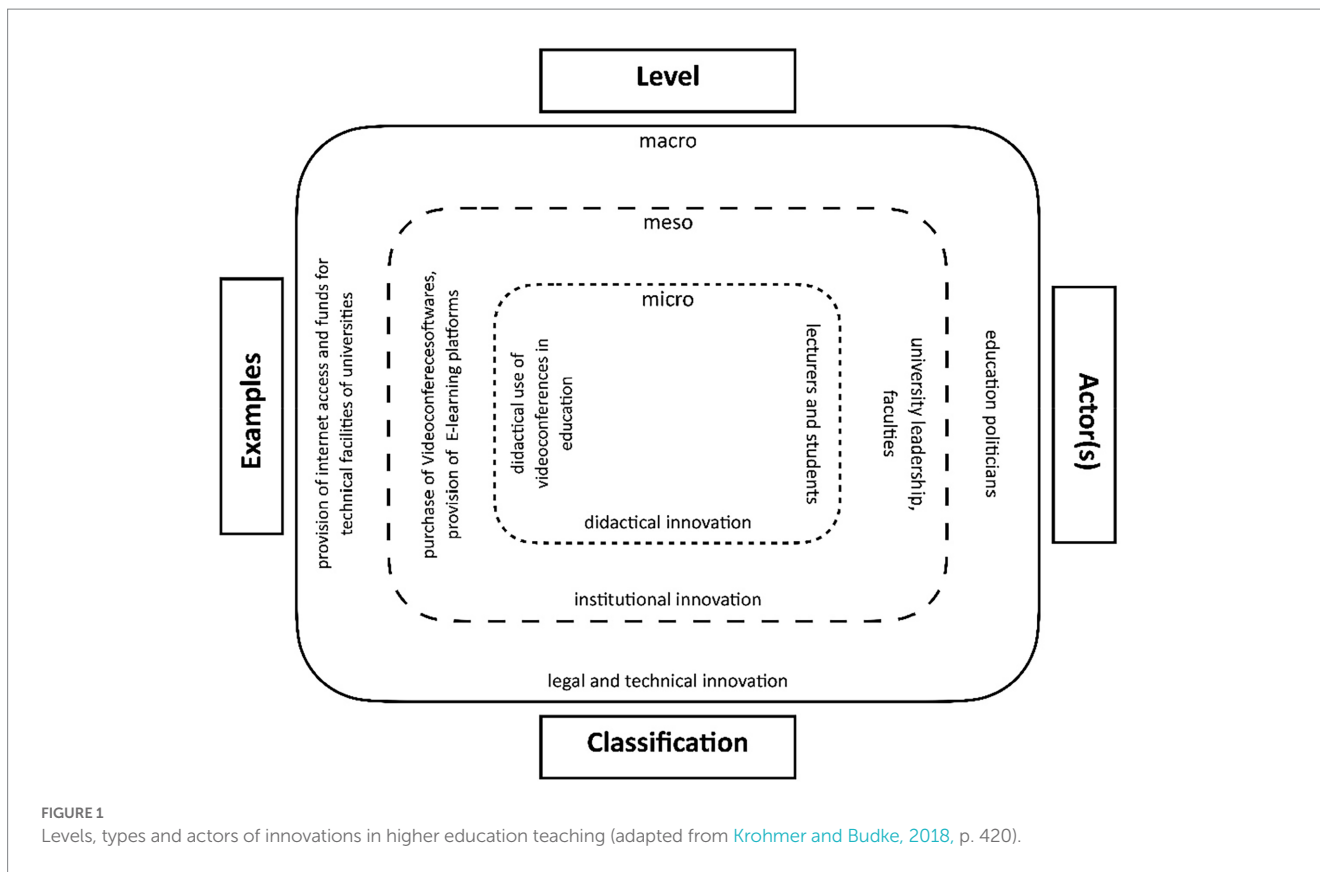 Level
macro
meso
micro
Examples
provision of internet access and funds for
technical facilities of universities
purchase of Videoconferecesoftwares,
provision of E-learning platforms
didactical use of
videoconferences in
education
lecturers and students
university leadership,
faculties
education politicians
Actor(s)
didactical innovation
institutional innovation
legal and technical innovation
Classification
FIGURE 1
Levels, types and actors of innovations in higher education teaching (adapted from Krohmer and Budke, 2018, p. 420).